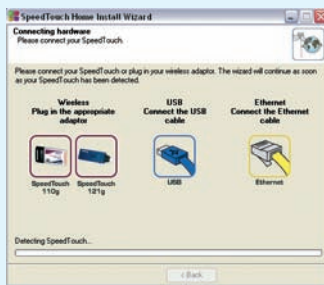 SpeedTouch Home Install Wizard
Connecting hardware
Please connect your SpeedTouch.
Please connect your SpeedTouch or plug in your wireless adaptor. The wizard will continue as soon
as your SpeedTouch has been detected.
Wireless
Plug in the appropriate
adaptor
USB
Connect the USB
cable
Ethernet
Connect the Ethernet
cable
SpeedTouch
110g
SpeedTouch
121g
USB
Ethernet
Detecting SpeedTouch...
< Back